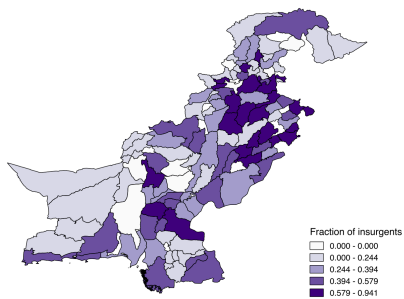 Fraction of insurgents
0.000 - 0.000
0.000 - 0.244
0.244 - 0.394
0.394 - 0.579
0.579 - 0.941